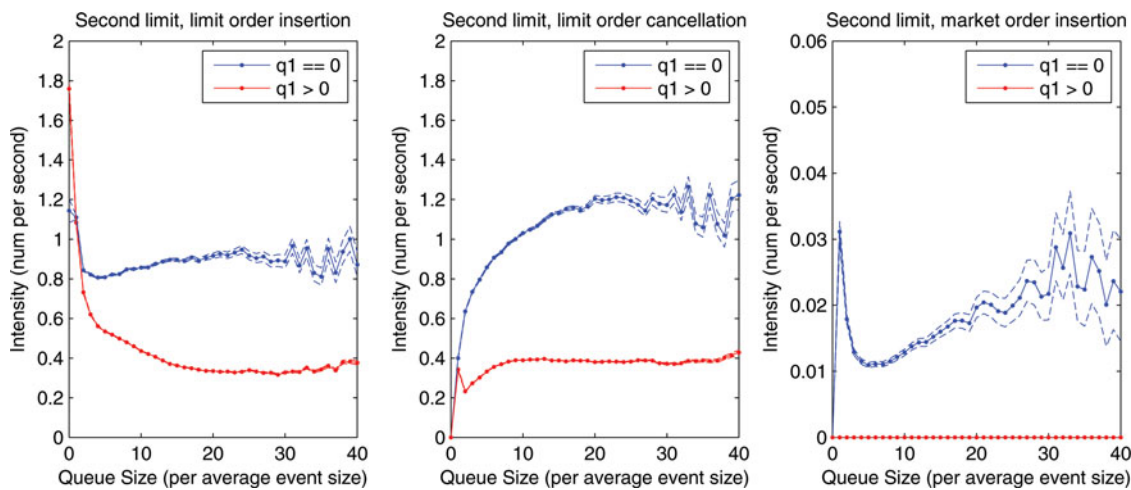 Second limit, limit order insertion
2
1.8
1.6
1.4
1.2
1
0.8
0.6
0.4
0.2
0
Intensity (num per second)
q1 == 0
q1 > 0
0 10 20 30 40
Queue Size (per average event size)
Second limit, limit order cancellation
2
1.8
1.6
1.4
1.2
1
0.8
0.6
0.4
0.2
0
Intensity (num per second)
q1 == 0
q1 > 0
0 10 20 30 40
Queue Size (per average event size)
Second limit, market order insertion
0.06
0.05
0.04
0.03
0.02
0.01
0
Intensity (num per second)
q1 == 0
q1 > 0
0 10 20 30 40
Queue Size (per average event size)